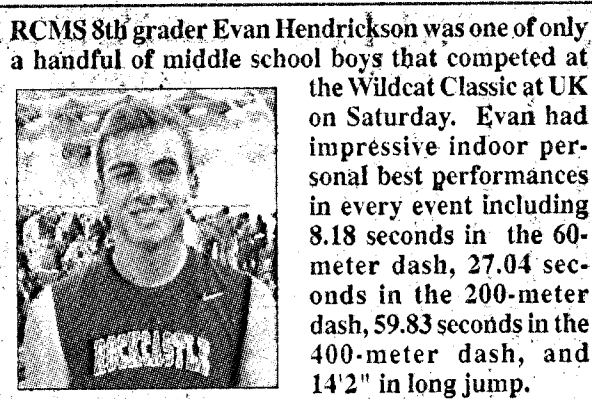 RCMS 8th grader Evan Hendrickson was one of only
a handful of middle school boys that competed at
the Wildcat Classic at UK
on Saturday. Evan had
impressive indoor per-
sonal best performances
in every event including
8.18 seconds in the 60-
meter dash, 27.04 sec-
onds in the 200-meter
dash, 59.83 seconds in the
400-meter dash, and
14'2" in long jump.
ROCKCASTLE